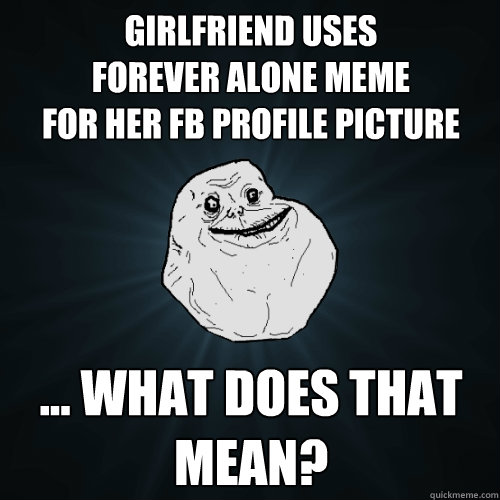 GIRLFRIEND USES
FOREVER ALONE MEME
FOR HER FB PROFILE PICTURE
... WHAT DOES THAT
MEAN?
quickmeme.com